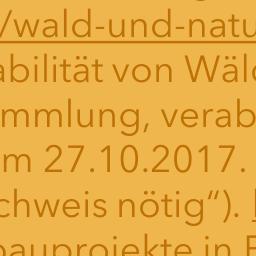 /wald-und-natu
abilität von Wäl
mmlung, verab
m 27.10.2017.
chweis nötig“).
bauprojekte in